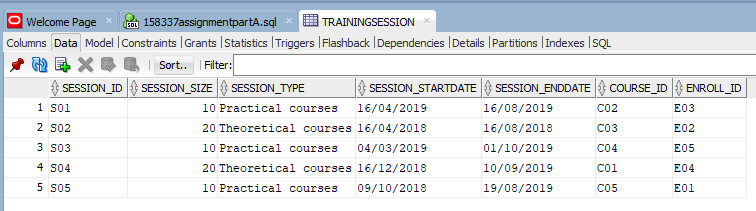 Welcome Page 158337assignmentpartA.sql TRAININGSESSION
Columns Data Model Constraints Grants Statistics Triggers Flashback Dependencies Details Partitions Indexes SQL
Sort.. Filter:
SESSION_ID SESSION_SIZE SESSION_TYPE SESSION_STARTDATE SESSION_ENDDATE COURSE_ID ENROLL_ID
1 S01 10 Practical courses 16/04/2019 16/08/2019 C02 E03
2 S02 20 Theoretical courses 16/04/2018 16/08/2018 C03 E02
3 S03 10 Practical courses 04/03/2019 01/10/2019 C04 E05
4 S04 20 Theoretical courses 16/12/2018 10/09/2019 C01 E04
5 S05 10 Practical courses 09/10/2018 19/08/2019 C05 E01